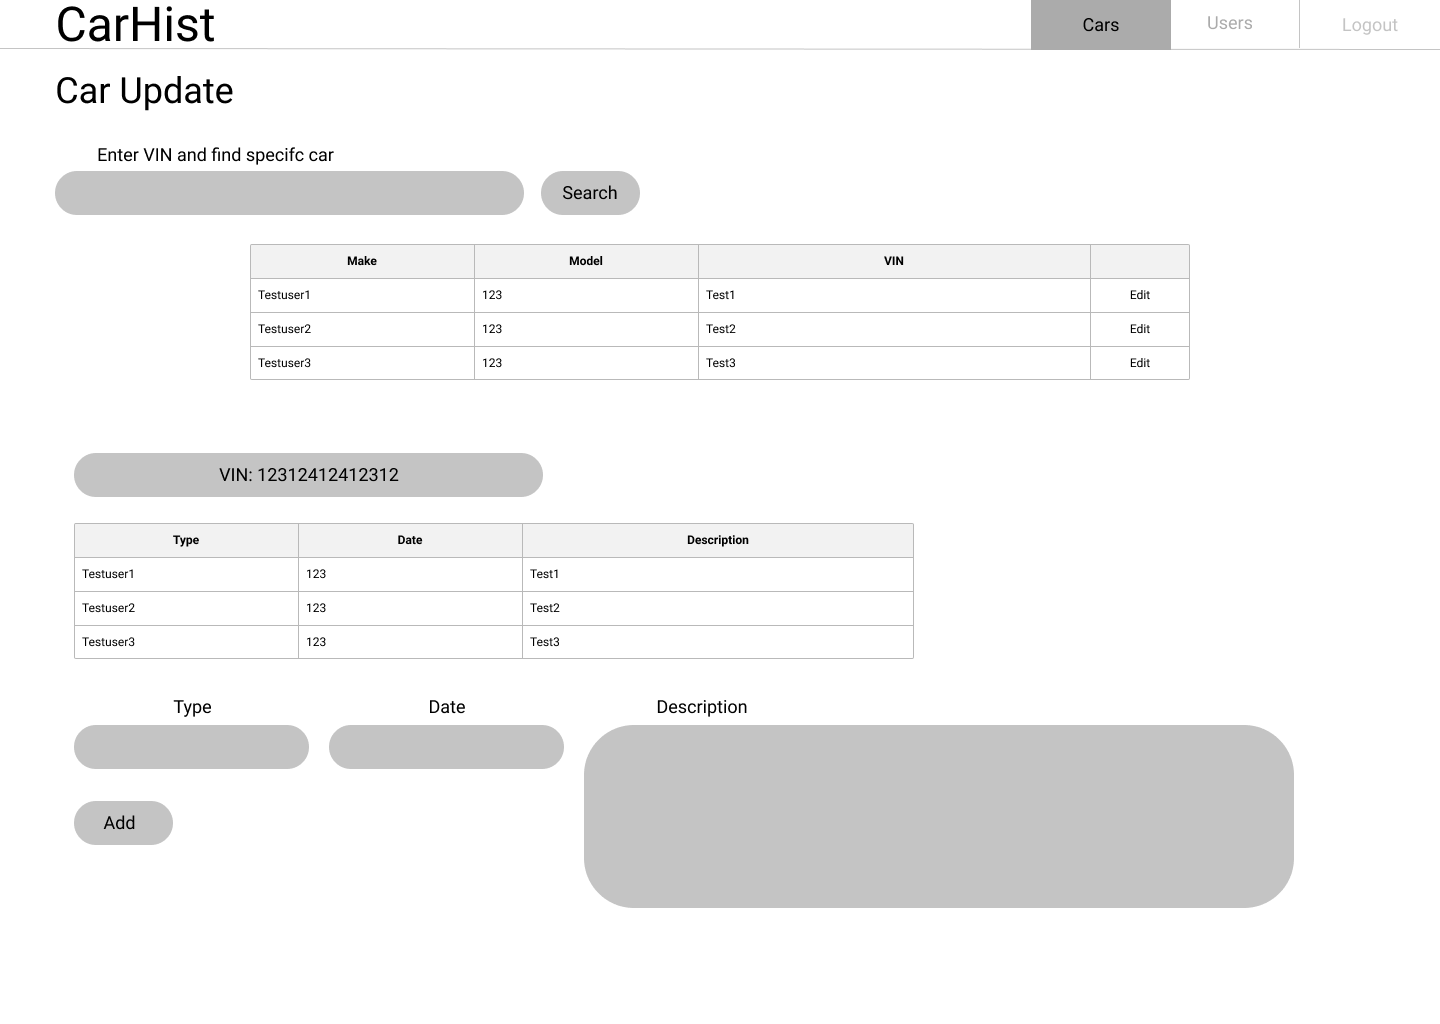 CarHist
Cars Users Logout
Car Update
Enter VIN and find specifc car
Search
Make Model VIN
Testuser1 123 Test1 Edit
Testuser2 123 Test2 Edit
Testuser3 123 Test3 Edit
VIN: 12312412412312
Type Date Description
Testuser1 123 Test1
Testuser2 123 Test2
Testuser3 123 Test3
Type Date Description
Add